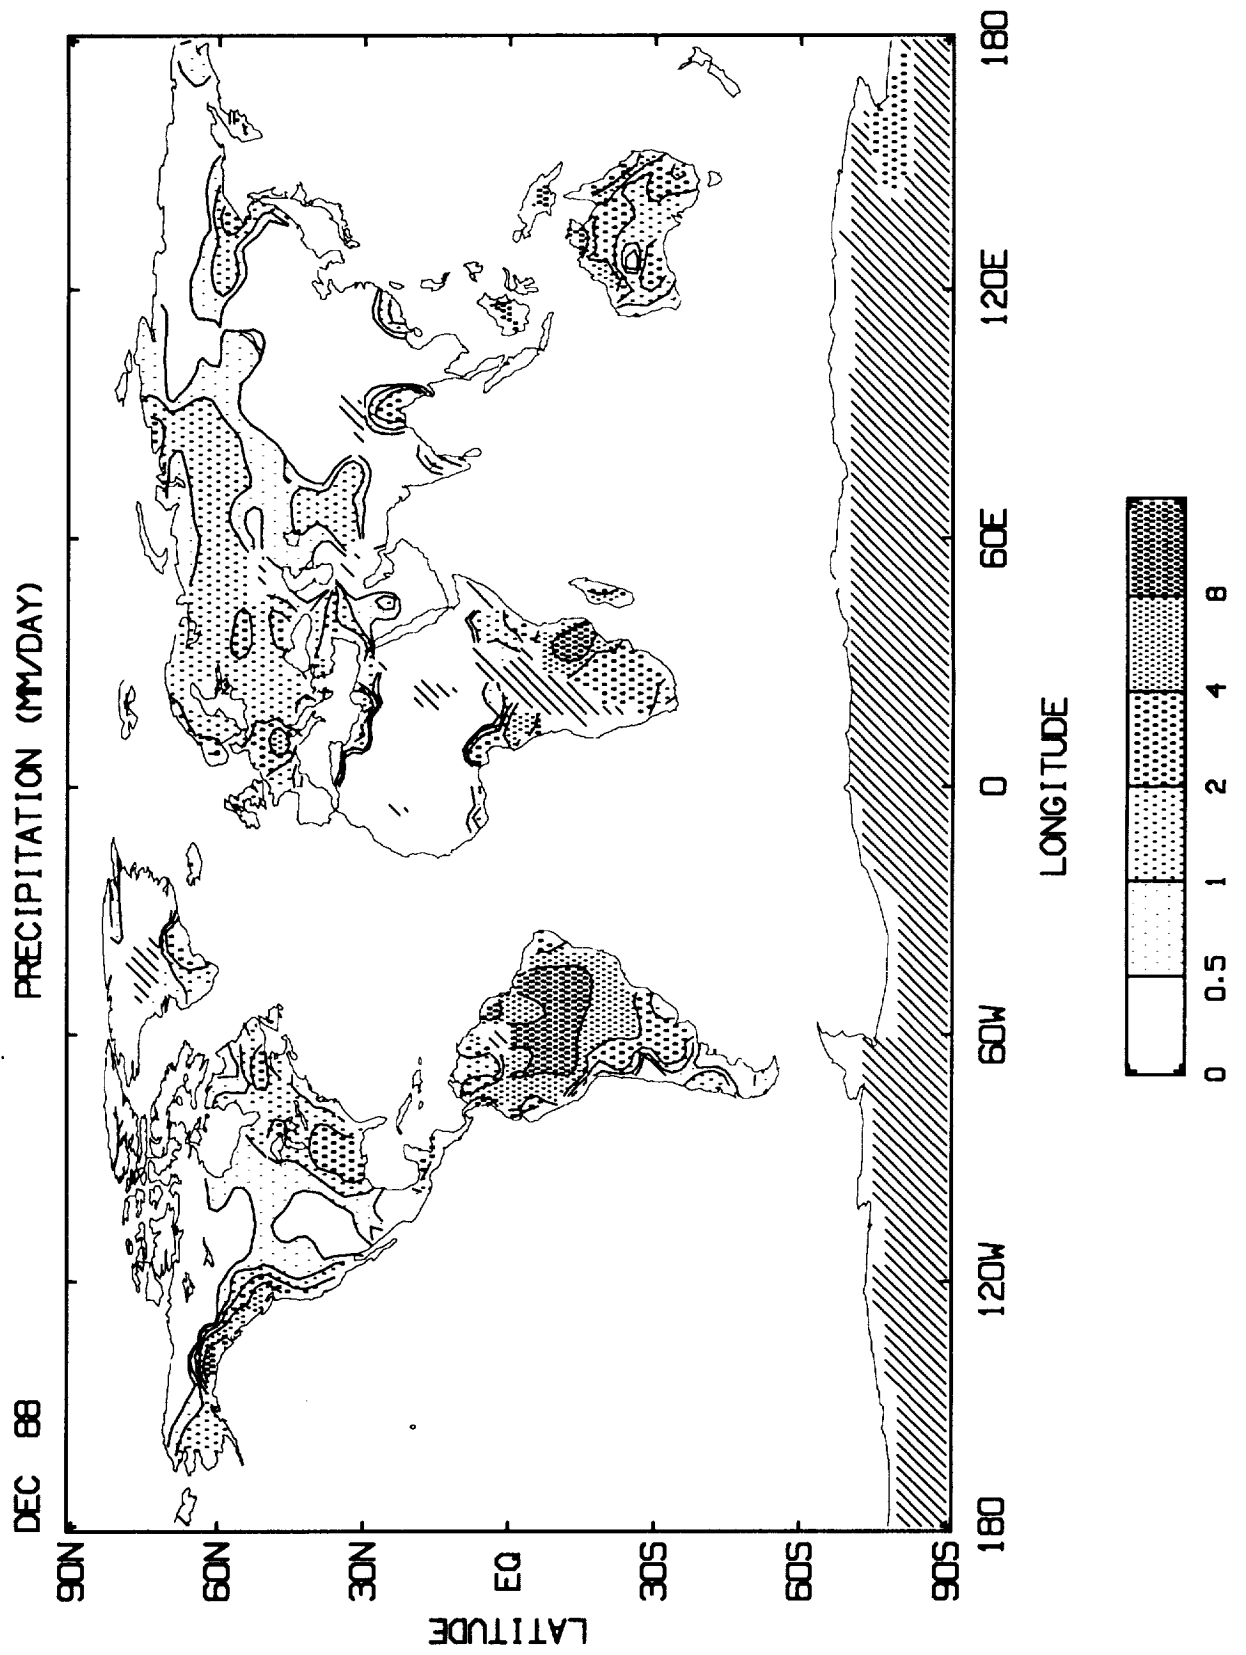 DEC 88 PRECIPITATION (MM/DAY)
90N
60N
30N
EQ
30S
60S
90S
LATITUDE
180 120W 60W 0 60E 120E 180
LONGITUDE
0 0.5 1 2 4 8